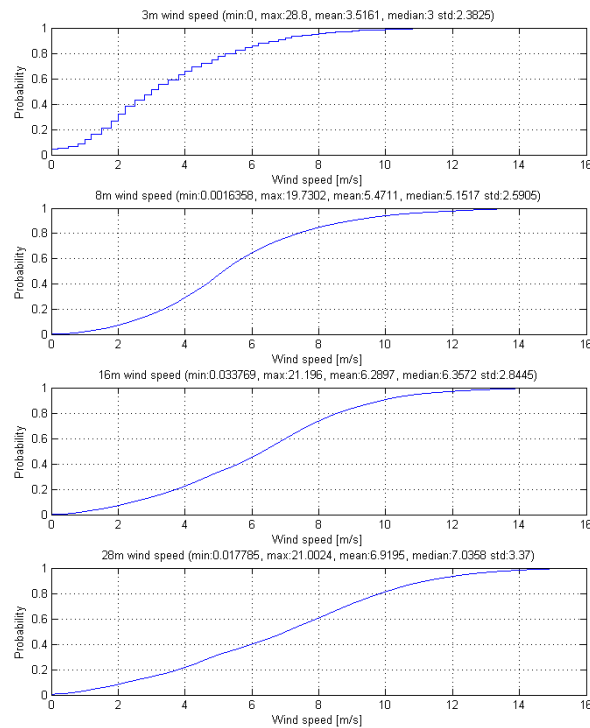 3m wind speed (min:0, max:28.8, mean:3.5161, median:3 std:2.3825)
1
0.8
0.6
0.4
0.2
0
Probability
0 2 4 6 8 10 12 14 16
Wind speed [m/s]
8m wind speed (min:0.0016358, max:19.7302, mean:5.4711, median:5.1517 std:2.5905)
1
0.8
0.6
0.4
0.2
0
Probability
0 2 4 6 8 10 12 14 16
Wind speed [m/s]
16m wind speed (min:0.033769, max:21.196, mean:6.2897, median:6.3572 std:2.8445)
1
0.8
0.6
0.4
0.2
0
Probability
0 2 4 6 8 10 12 14 16
Wind speed [m/s]
28m wind speed (min:0.017785, max:21.0024, mean:6.9195, median:7.0358 std:3.37)
1
0.8
0.6
0.4
0.2
0
Probability
0 2 4 6 8 10 12 14 16
Wind speed [m/s]